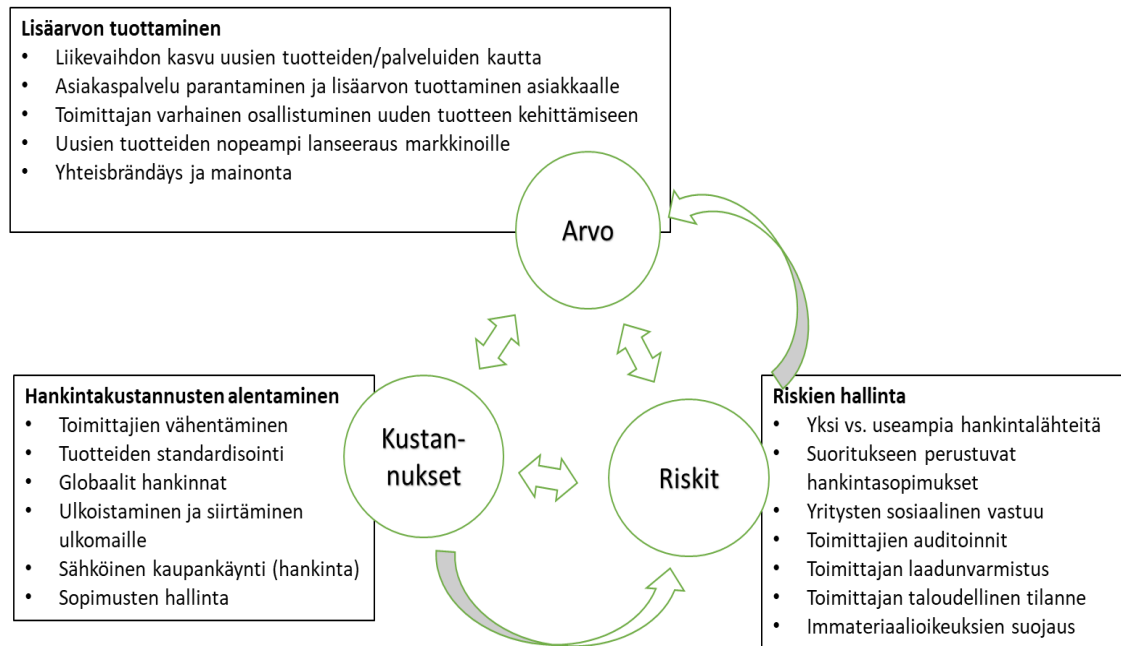 Lisäarvon tuottaminen
• Liikevaihdon kasvu uusien tuotteiden/palveluiden kautta
• Asiakaspalvelu parantaminen ja lisäarvon tuottaminen asiakkaalle
• Toimittajan varhainen osallistuminen uuden tuotteen kehittämiseen
• Uusien tuotteiden nopeampi lanseeraus markkinoille
• Yhteisbrändäys ja mainonta
Arvo
Hankintakustannusten alentaminen
• Toimittajien vähentäminen
• Tuotteiden standardisointi
• Globaalit hankinnat
• Ulkoistaminen ja siirtäminen
ulkomaille
• Sähköinen kaupankäynti (hankinta)
• Sopimusten hallinta
Kustan-
nukset
Riskit
Riskien hallinta
• Yksi vs. useampia hankintalähteitä
• Suoritukseen perustuvat
hankintasopimukset
• Yritysten sosiaalinen vastuu
• Toimittajien auditoinnit
• Toimittajan laadunvarmistus
• Toimittajan taloudellinen tilanne
• Immateriaalioikeuksien suojaus